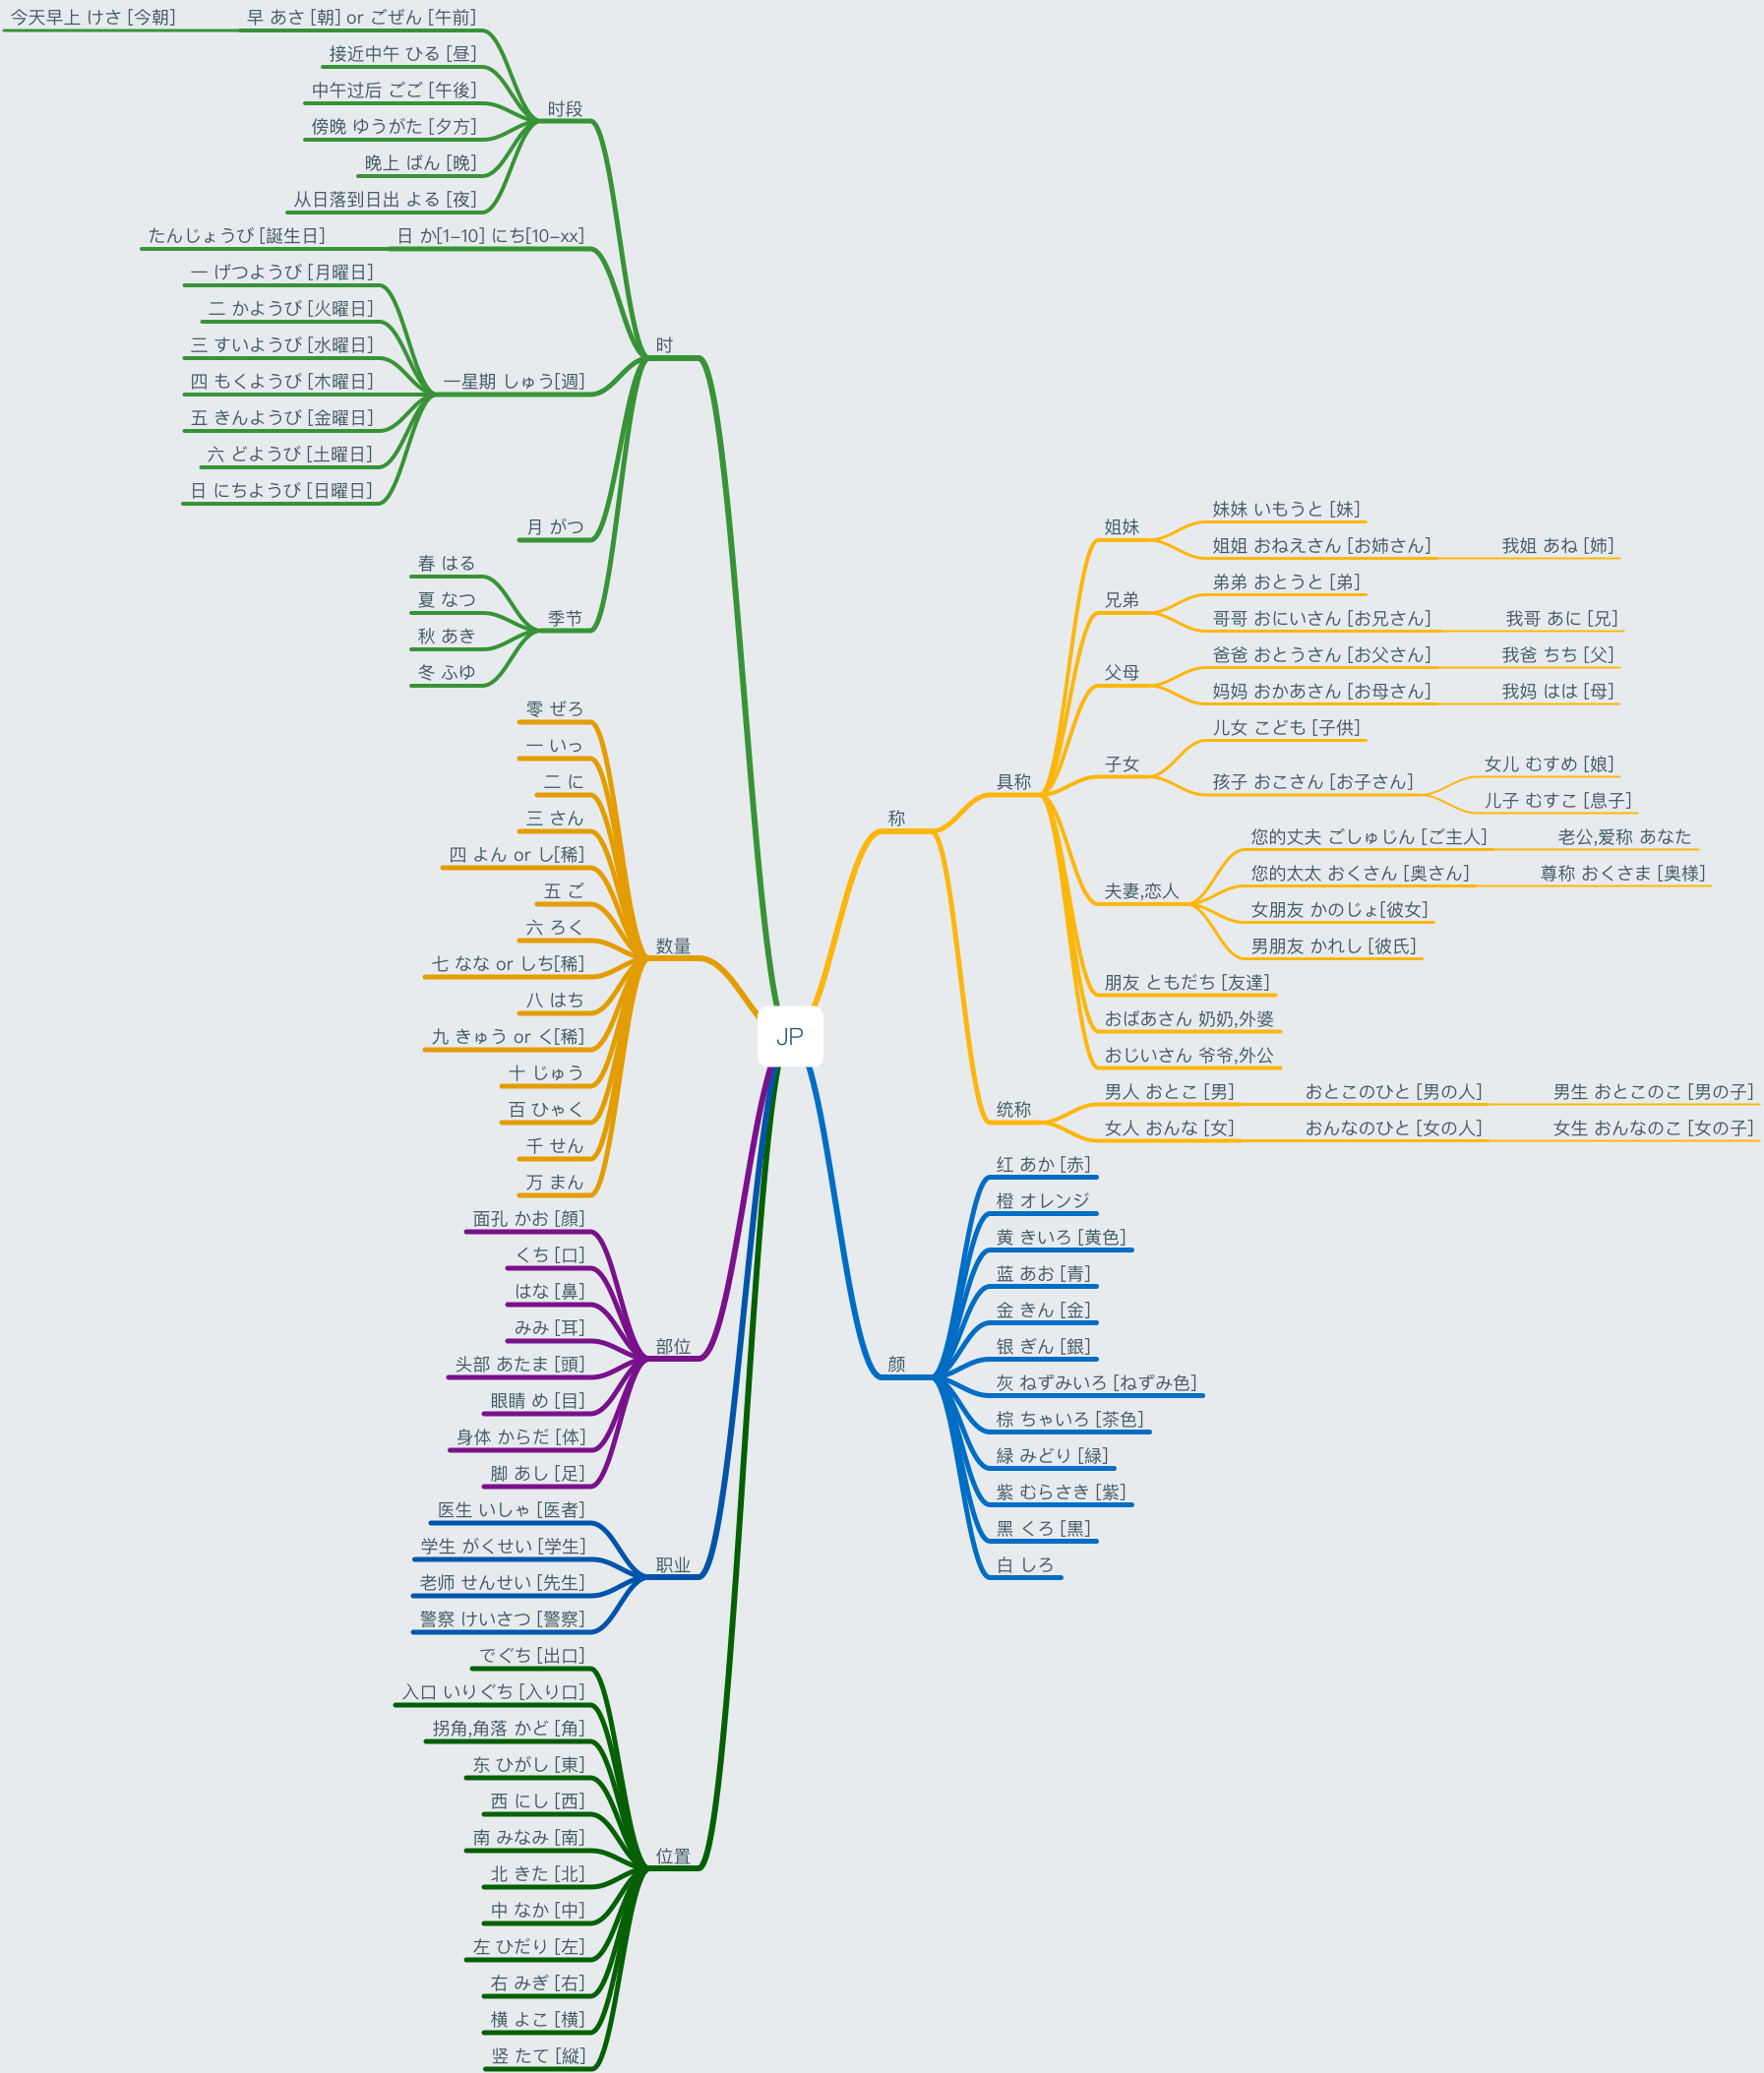 JP
时
时段
早 あさ [朝] or ごぜん [午前]
今天早上 けさ [今朝]
接近中午 ひる [昼]
中午过后 ごご [午後]
傍晚 ゆうがた [夕方]
晚上 ばん [晩]
从日落到日出 よる [夜]
日 か[1-10] にち[10-xx]
たんじょうび [誕生日]
一星期 しゅう[週]
一 げつようび [月曜日]
二 かようび [火曜日]
三 すいようび [水曜日]
四 もくようび [木曜日]
五 きんようび [金曜日]
六 どようび [土曜日]
日 にちようび [日曜日]
月 がつ
季节
春 はる
夏 なつ
秋 あき
冬 ふゆ
数量
零 ぜろ
一 いっ
二 に
三 さん
四 よん or し[稀]
五 ご
六 ろく
七 なな or しち[稀]
八 はち
九 きゅう or く[稀]
十 じゅう
百 ひゃく
千 せん
万 まん
部位
面孔 かお [顔]
くち [口]
はな [鼻]
みみ [耳]
头部 あたま [頭]
眼睛 め [目]
身体 からだ [体]
脚 あし [足]
职业
医生 いしゃ [医者]
学生 がくせい [学生]
老师 せんせい [先生]
警察 けいさつ [警察]
位置
でぐち [出口]
入口 いりぐち [入り口]
拐角,角落 かど [角]
东 ひがし [東]
西 にし [西]
南 みなみ [南]
北 きた [北]
中 なか [中]
左 ひだり [左]
右 みぎ [右]
横 よこ [横]
竖 たて [縦]
称
具称
姐妹
妹妹 いもうと [妹]
姐姐 おねえさん [お姉さん]
我姐 あね [姉]
兄弟
弟弟 おとうと [弟]
哥哥 おにいさん [お兄さん]
我哥 あに [兄]
父母
爸爸 おとうさん [お父さん]
我爸 ちち [父]
妈妈 おかあさん [お母さん]
我妈 はは [母]
子女
儿女 こども [子供]
孩子 おこさん [お子さん]
女儿 むすめ [娘]
儿子 むすこ [息子]
夫妻,恋人
您的丈夫 ごしゅじん [ご主人]
老公,爱称 あなた
您的太太 おくさん [奥さん]
尊称 おくさま [奥様]
女朋友 かのじょ[彼女]
男朋友 かれし [彼氏]
朋友 ともだち [友達]
おばあさん 奶奶,外婆
おじいさん 爷爷,外公
统称
男人 おとこ [男]
おとこのひと [男の人]
男生 おとこのこ [男の子]
女人 おんな [女]
おんなのひと [女の人]
女生 おんなのこ [女の子]
颜
红 あか [赤]
橙 オレンジ
黄 きいろ [黄色]
蓝 あお [青]
金 きん [金]
银 ぎん [銀]
灰 ねずみいろ [ねずみ色]
棕 ちゃいろ [茶色]
緑 みどり [緑]
紫 むらさき [紫]
黑 くろ [黒]
白 しろ